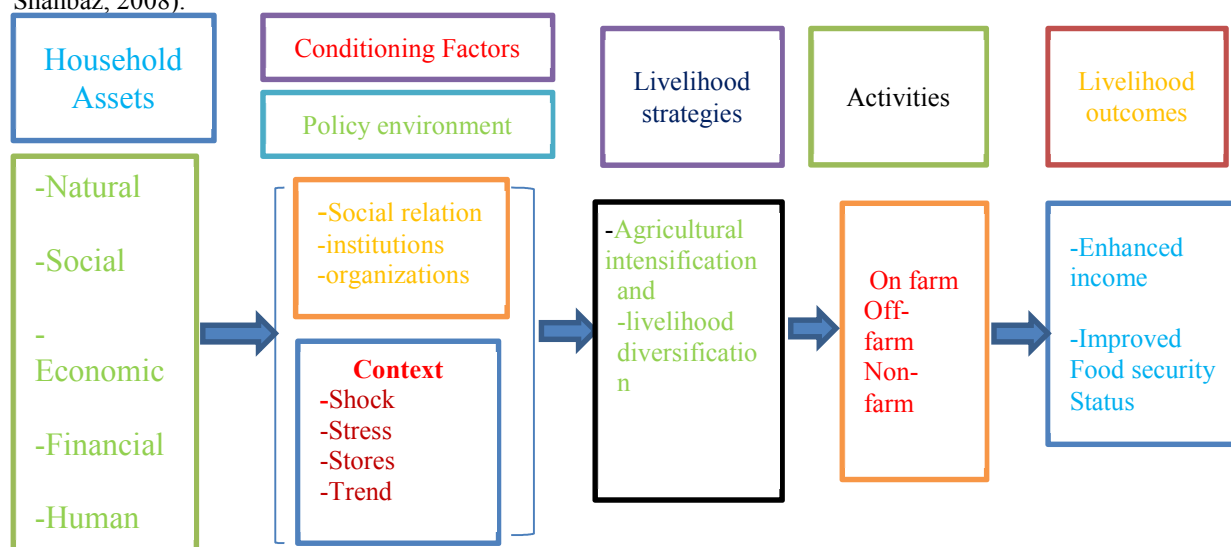 Shahbaz, 2008).
Household
Assets
-Natural
-Social
-
Economic
-Financial
-Human
Conditioning Factors
Policy environment
-Social relation
-institutions
-organizations
Context
-Shock
-Stress
-Stores
-Trend
Livelihood
strategies
-Agricultural
intensification
and
-livelihood
diversificatio
n
Activities
On farm
Off-
farm
Non-
farm
Livelihood
outcomes
-Enhanced
income
-Improved
Food security
Status